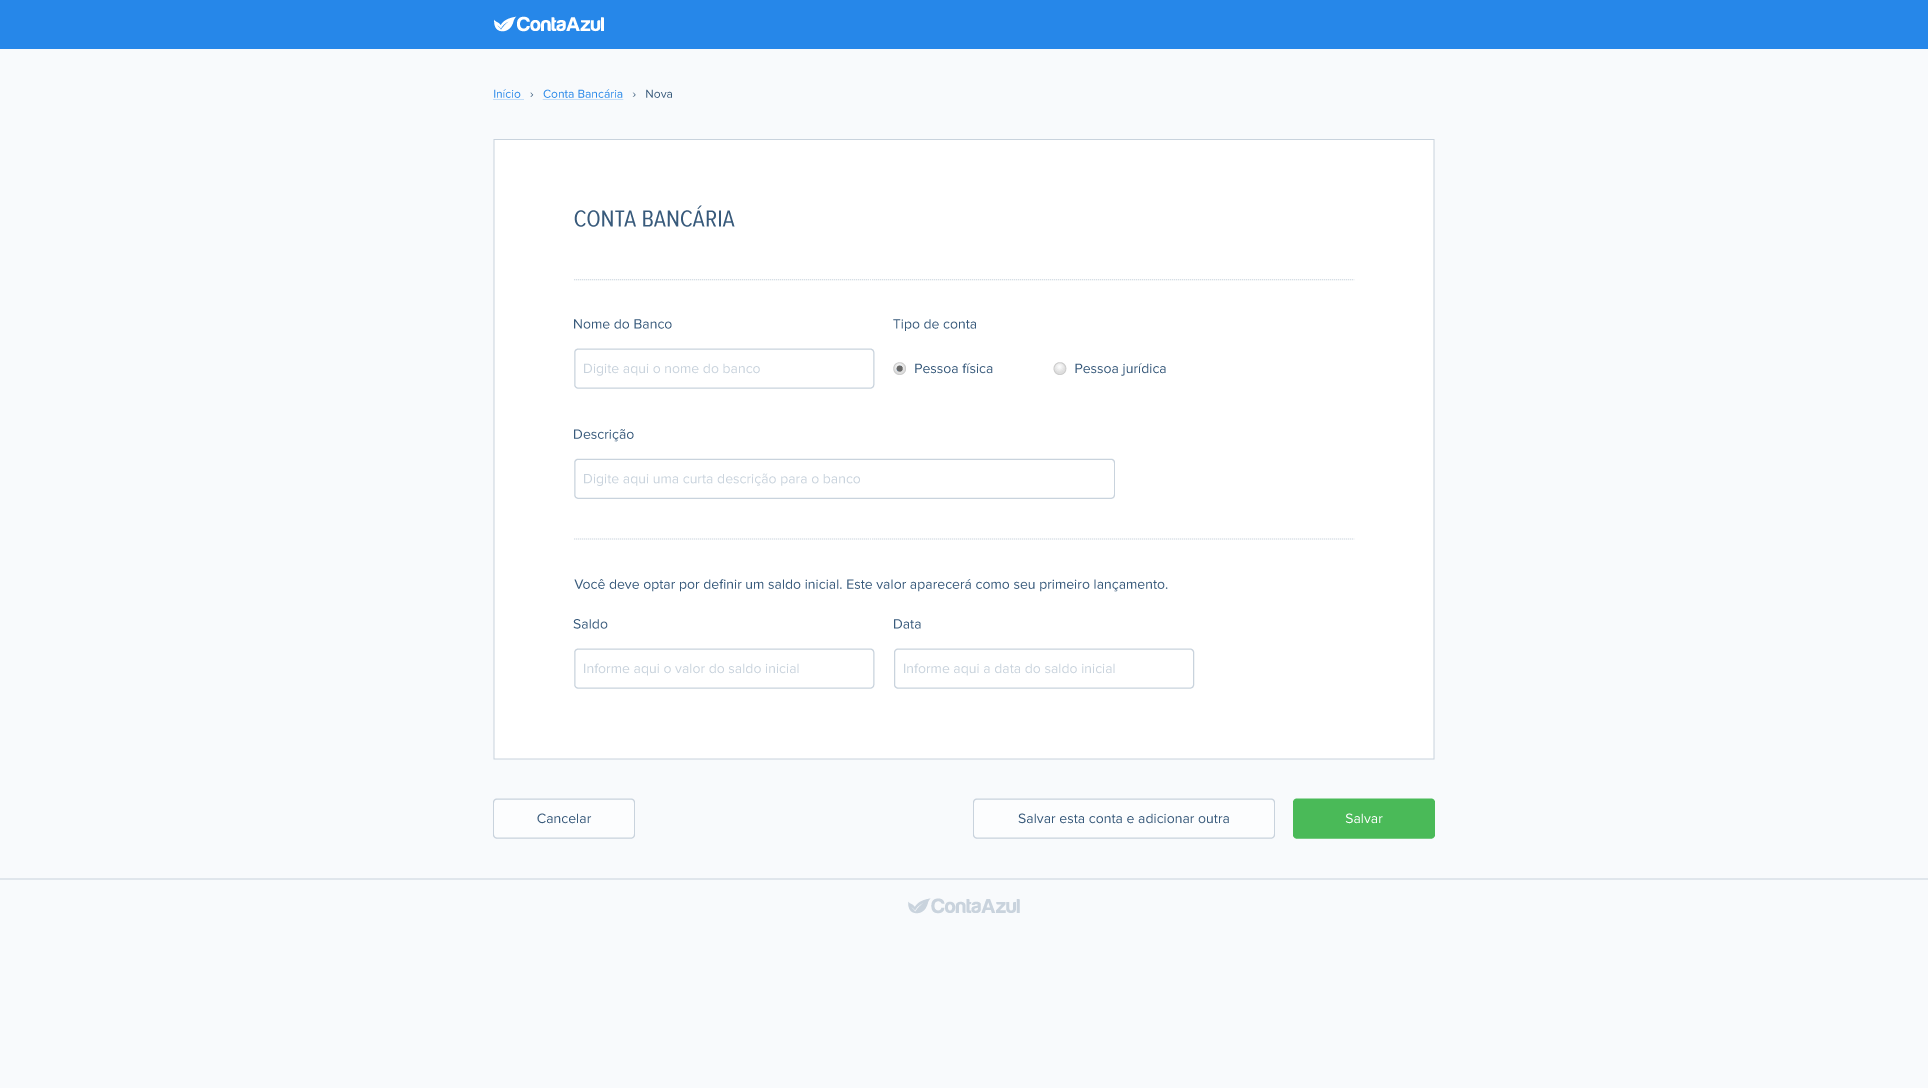 ContaAzul
Início › Conta Bancária › Nova
CONTA BANCÁRIA
Nome do Banco
Tipo de conta
Digite aqui o nome do banco
Pessoa física
Pessoa jurídica
Descrição
Digite aqui uma curta descrição para o banco
Você deve optar por definir um saldo inicial. Este valor aparecerá como seu primeiro lançamento.
Saldo
Data
Informe aqui o valor do saldo inicial
Informe aqui a data do saldo inicial
Cancelar
Salvar esta conta e adicionar outra
Salvar
ContaAzul